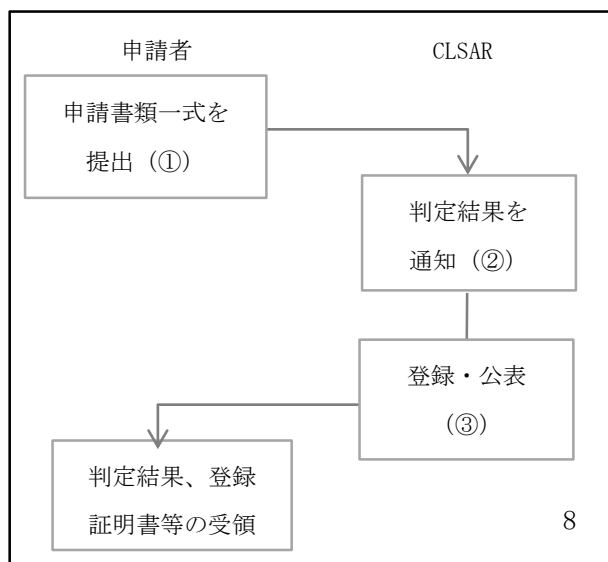 申請者
CLSAR
申請書類一式を
提出（①）
判定結果を
通知（②）
登録・公表
（③）
判定結果、登録
証明書等の受領
8